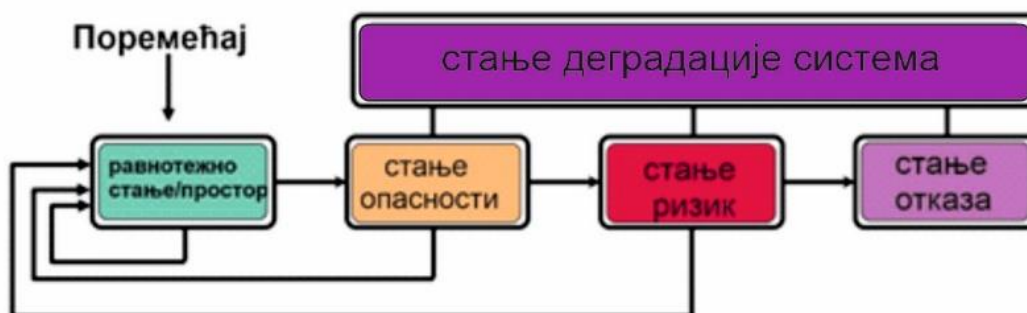 Поремећај
стање деградације система
равнотежно
стање/простор
стање
опасности
стање
ризик
стање
отказа